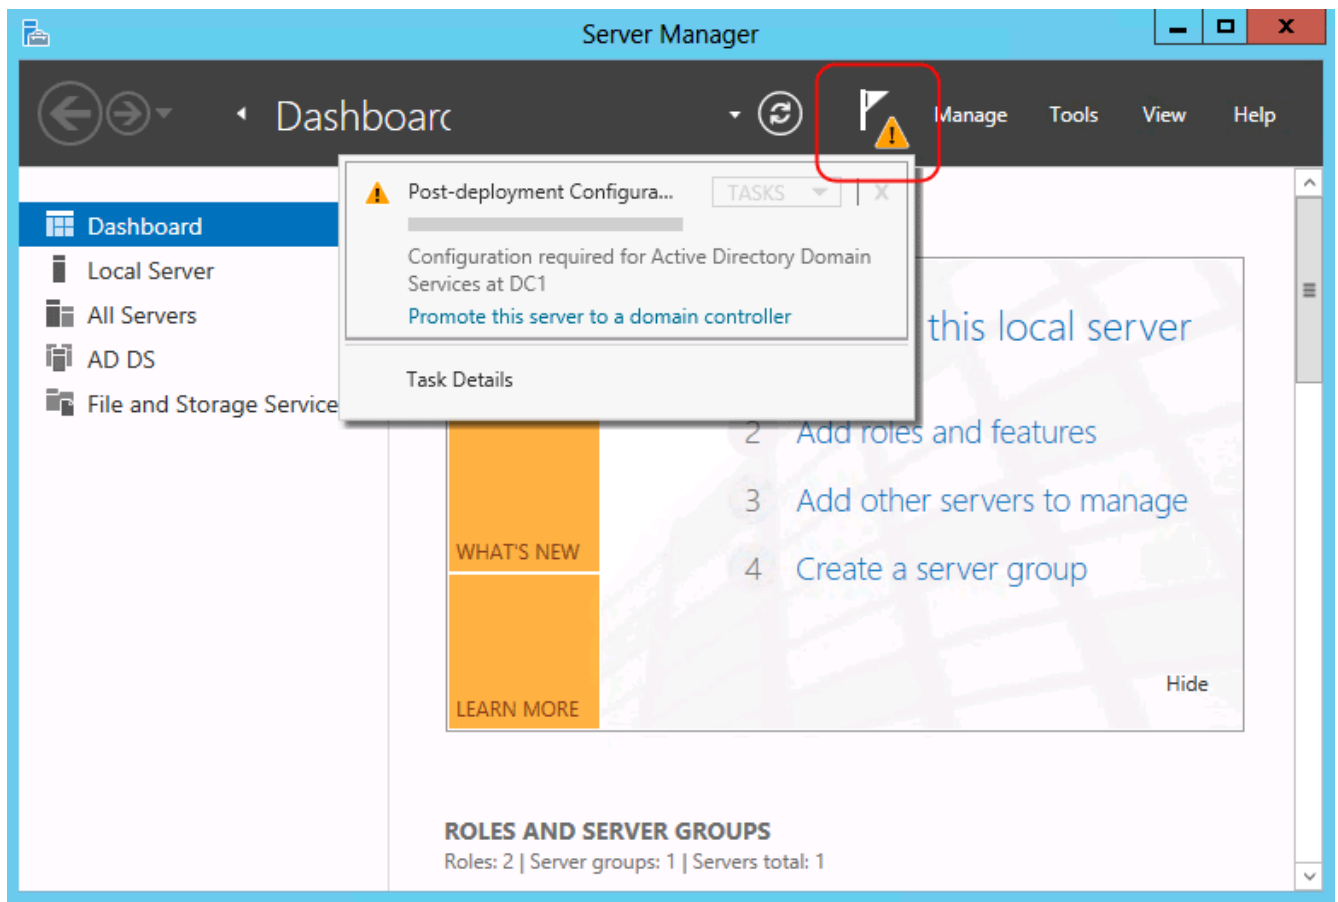 Server Manager
Dashboard
Manage
Tools
View
Help
Post-deployment Configura...
TASKS
X
Configuration required for Active Directory Domain
Services at DC1
Promote this server to a domain controller
Task Details
Dashboard
Local Server
All Servers
AD DS
File and Storage Service
this local server
2 Add roles and features
3 Add other servers to manage
4 Create a server group
WHAT'S NEW
LEARN MORE
Hide
ROLES AND SERVER GROUPS
Roles: 2 | Server groups: 1 | Servers total: 1